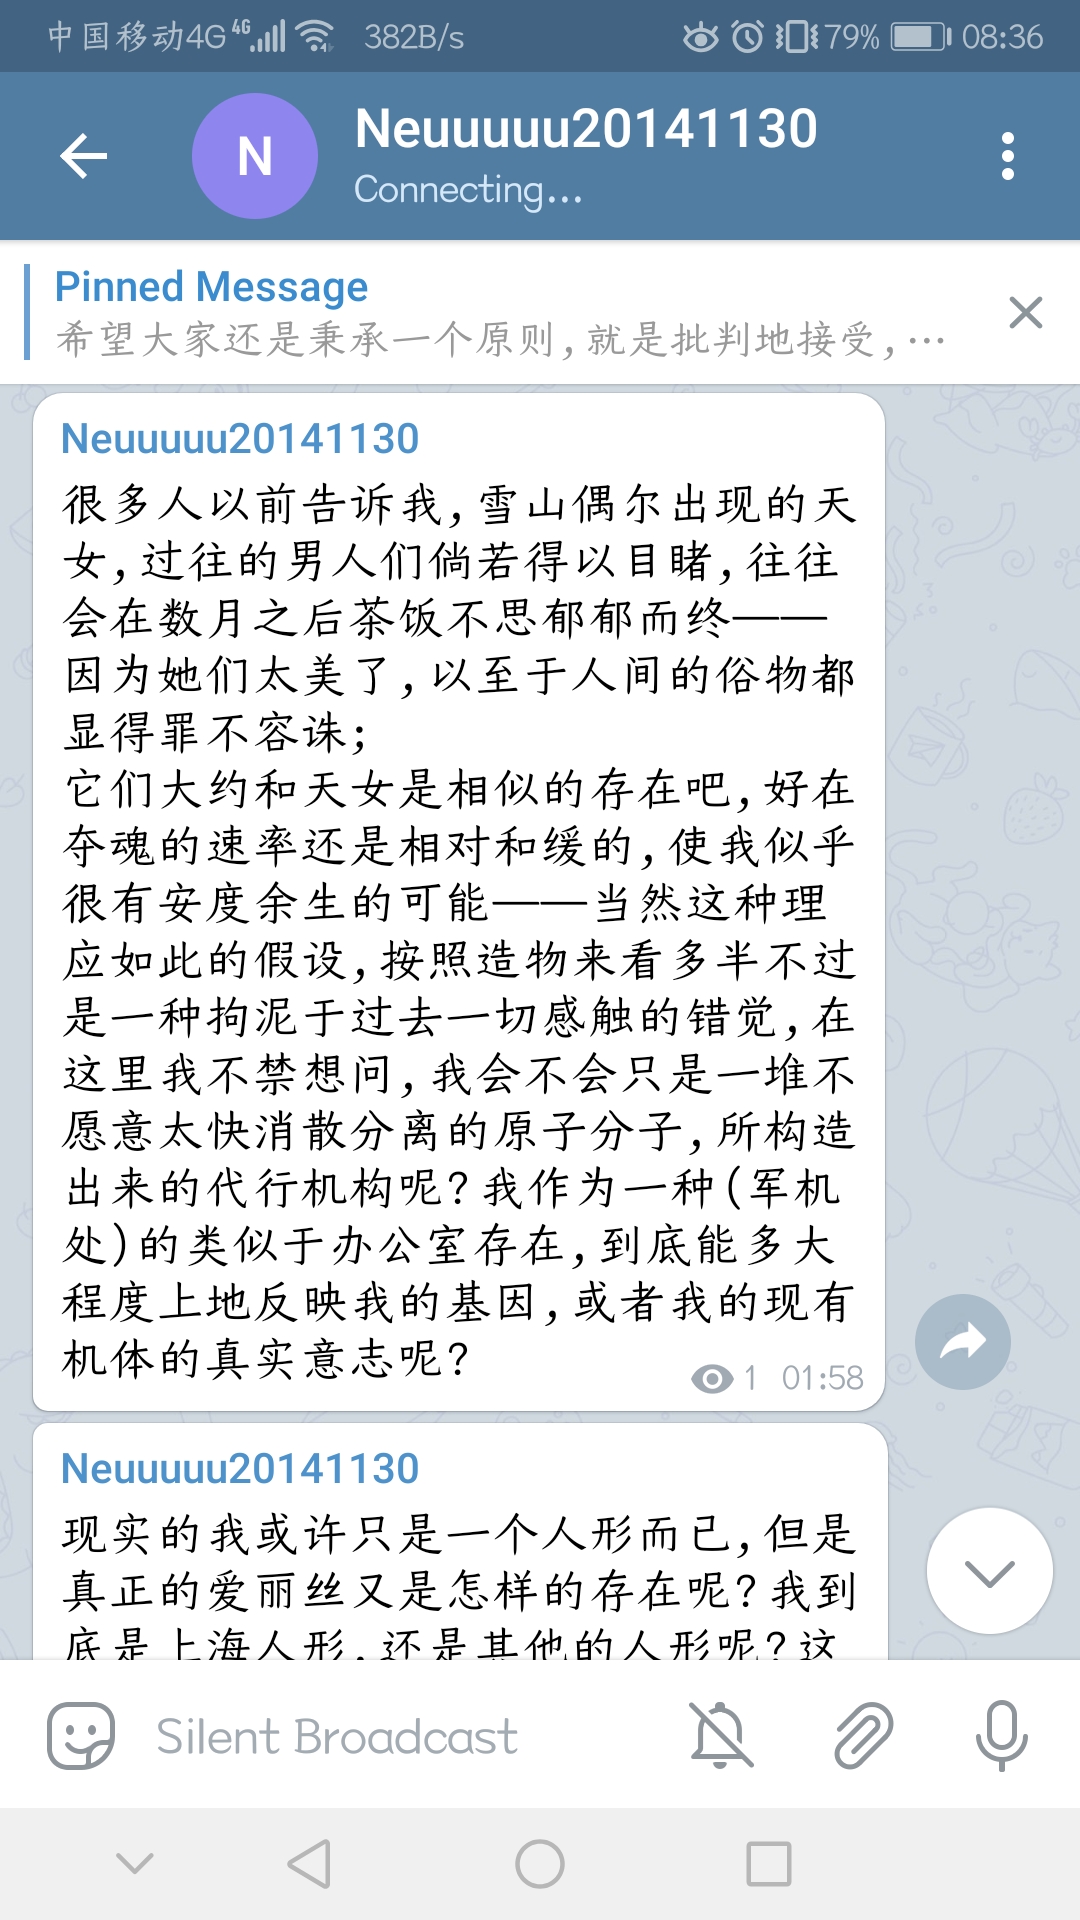 中国移动4G 4G 382B/s 79% 08:36
N
Neuuuuu20141130
Connecting...
Pinned Message
希望大家还是秉承一个原则,就是批判地接受,…
Neuuuuu20141130
很多人以前告诉我,雪山偶尔出现的天
女,过往的男人们倘若得以目睹,往往
会在数月之后茶饭不思郁郁而终——
因为她们太美了,以至于人间的俗物都
显得罪不容诛;
它们大约和天女是相似的存在吧,好在
夺魂的速率还是相对和缓的,使我似乎
很有安度余生的可能——当然这种理
应如此的假设,按照造物来看多半不过
是一种拘泥于过去一切感触的错觉,在
这里我不禁想问,我会不会只是一堆不
愿意太快消散分离的原子分子,所构造
出来的代行机构呢?我作为一种(军机
处)的类似于办公室存在,到底能多大
程度上地反映我的基因,或者我的现有
机体的真实意志呢?
1 01:58
Neuuuuu20141130
现实的我或许只是一个人形而已,但是
真正的爱丽丝又是怎样的存在呢?我到
底是上海人形,还是其他的人形呢?这
Silent Broadcast